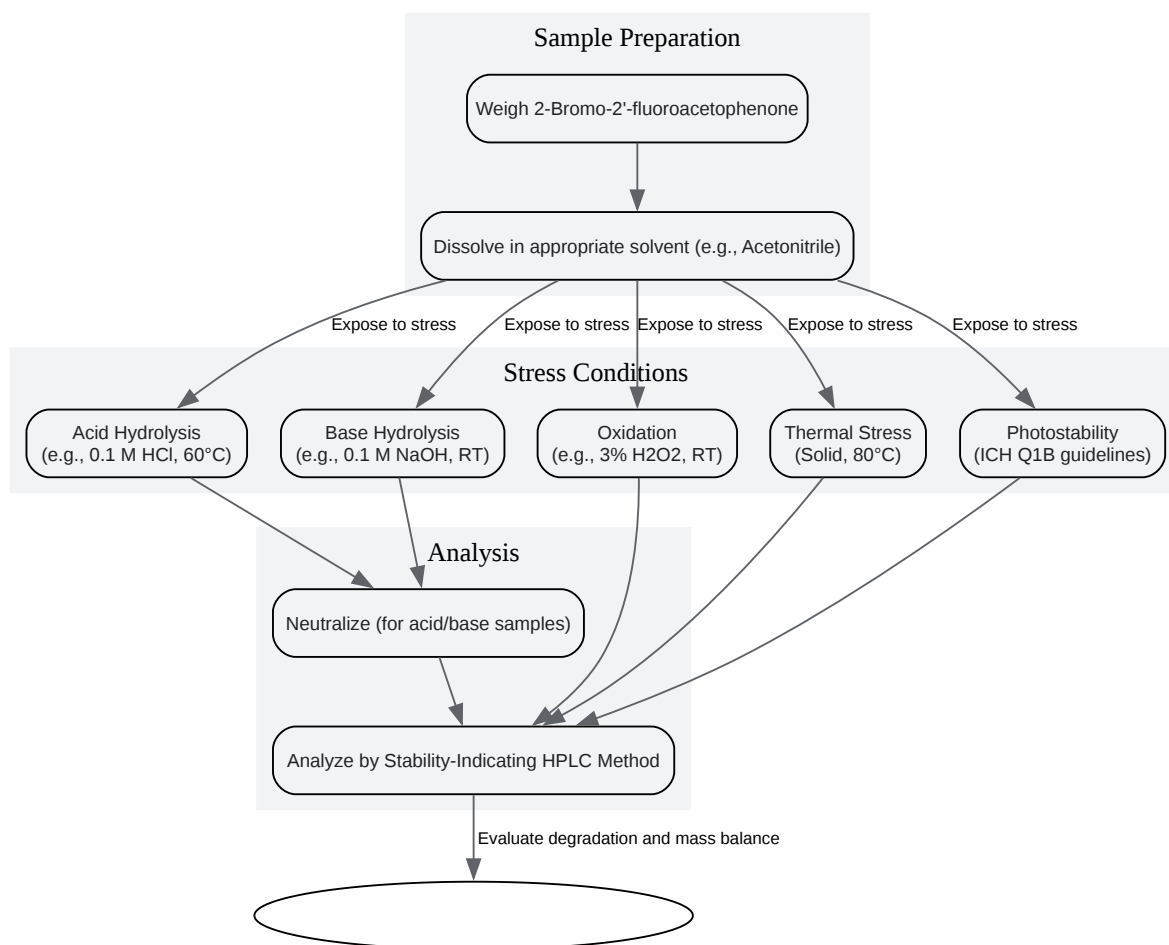 Sample Preparation
Weigh 2-Bromo-2'-fluoroacetophenone
Dissolve in appropriate solvent (e.g., Acetonitrile)
Expose to stress
Expose to stress
Expose to stress
Expose to stress
Expose to stress
Stress Conditions
Acid Hydrolysis
(e.g., 0.1 M HCl, 60°C)
Base Hydrolysis
(e.g., 0.1 M NaOH, RT)
Oxidation
(e.g., 3% H2O2, RT)
Thermal Stress
(Solid, 80°C)
Photostability
(ICH Q1B guidelines)
Analysis
Neutralize (for acid/base samples)
Analyze by Stability-Indicating HPLC Method
Evaluate degradation and mass balance